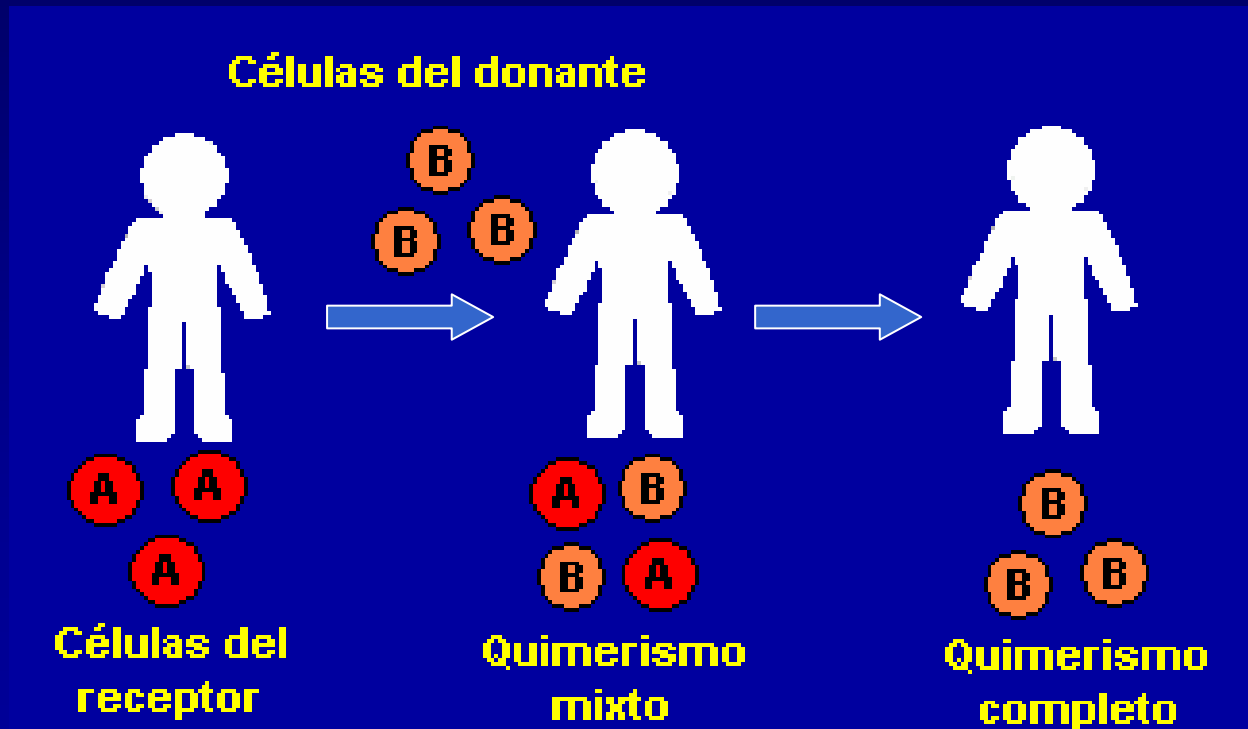 Células del donante
B
B B
A A
A
Células del
receptor
A B
B A
Quimerismo
mixto
B
B B
Quimerismo
completo